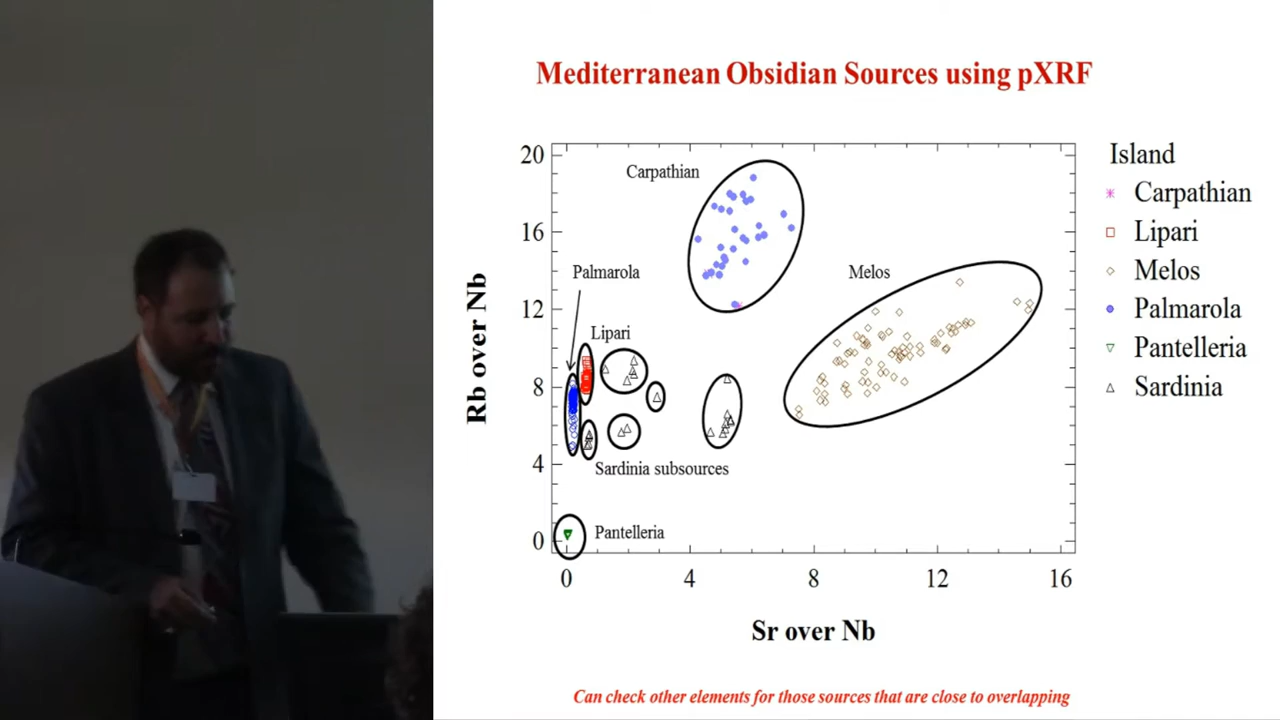 Mediterranean Obsidian Sources using pXRF
Carpathian
Palmarola
Lipari
Melos
Sardinia subsources
Pantelleria
Rb over Nb
20
16
12
8
4
0
0 4 8 12 16
Sr over Nb
Island
Carpathian
Lipari
Melos
Palmarola
Pantelleria
Sardinia
Can check other elements for those sources that are close to overlapping